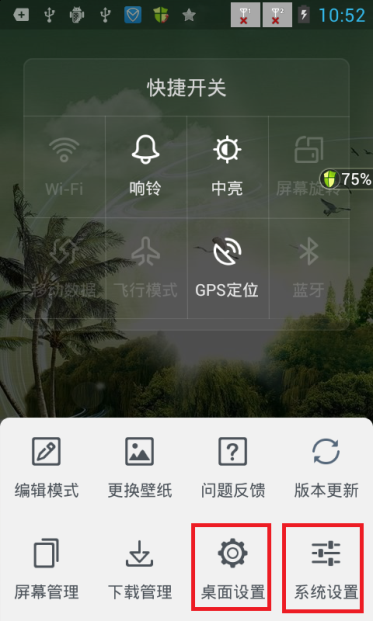 10:52
快捷开关
Wi-Fi 响铃 中亮 屏幕旋转
75%
移动数据 飞行模式 GPS定位 蓝牙
编辑模式 更换壁纸 问题反馈 版本更新
屏幕管理 下载管理 桌面设置 系统设置